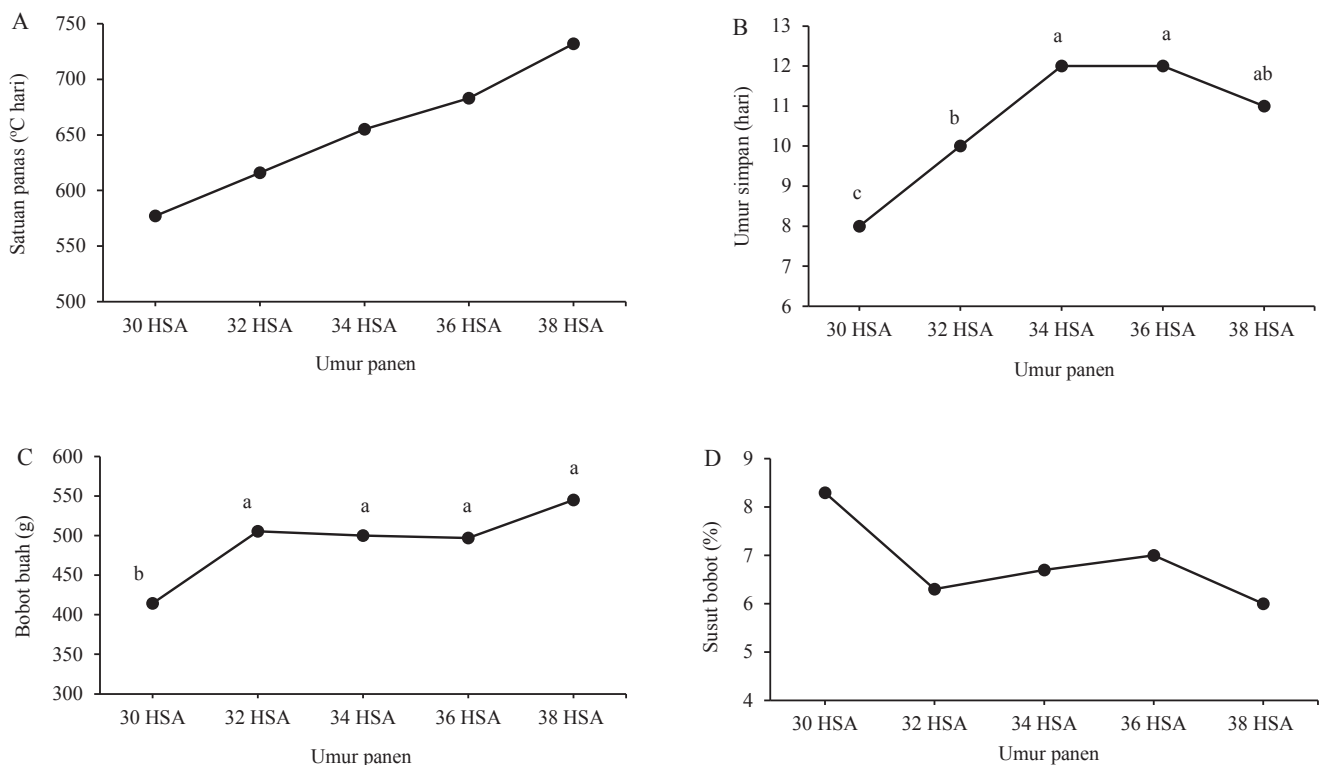 A
Satuan panas (ºC hari)
750
700
650
600
550
500
30 HSA 32 HSA 34 HSA 36 HSA 38 HSA
Umur panen
B
Umur simpan (hari)
13
12
11
10
9
8
7
6
c
b
a
a
ab
30 HSA 32 HSA 34 HSA 36 HSA 38 HSA
Umur panen
C
Bobot buah (g)
600
550
500
450
400
350
300
b
a
a
a
a
30 HSA 32 HSA 34 HSA 36 HSA 38 HSA
Umur panen
D
Susut bobot (%)
9
8
7
6
5
4
30 HSA 32 HSA 34 HSA 36 HSA 38 HSA
Umur panen